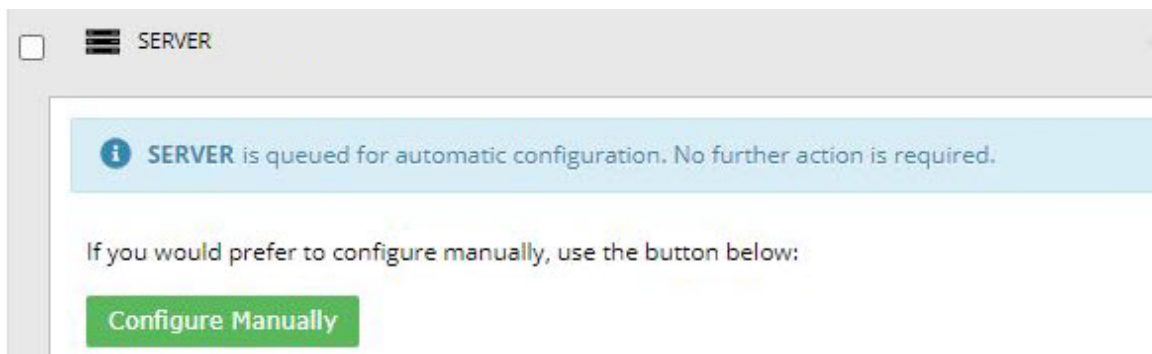 SERVER
SERVER is queued for automatic configuration. No further action is required.
If you would prefer to configure manually, use the button below:
Configure Manually